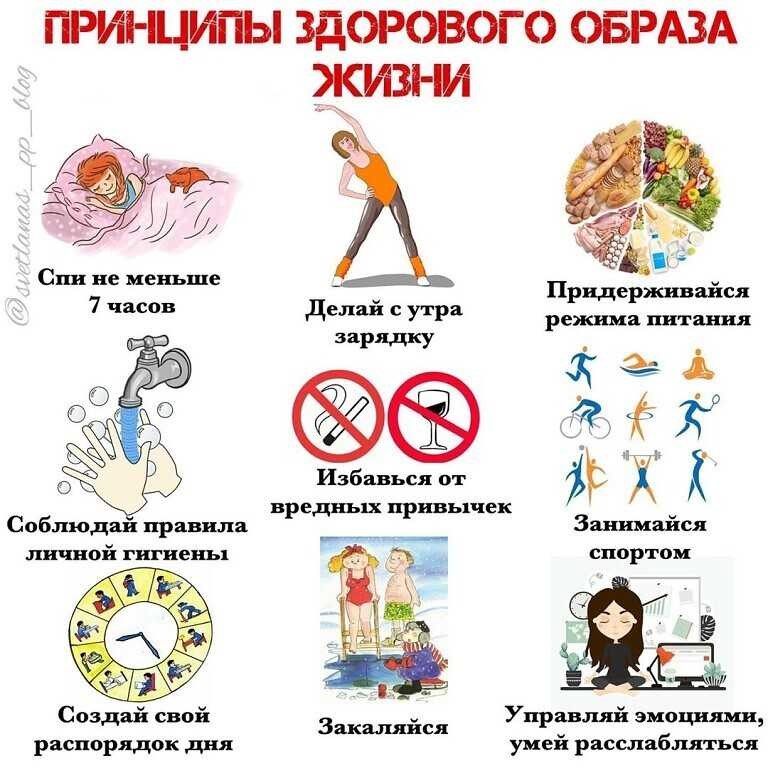 ПРИНЦИПЫ ЗДОРОВОГО ОБРАЗА
ЖИЗНИ
@svetlanas__pp__blog
Спи не меньше
7 часов
Делай с утра
зарядку
Придерживайся
режима питания
Соблюдай правила
личной гигиены
Избавься от
вредных привычек
Занимайся
спортом
Создай свой
распорядок дня
Закаляйся
Управляй эмоциями,
умей расслабляться